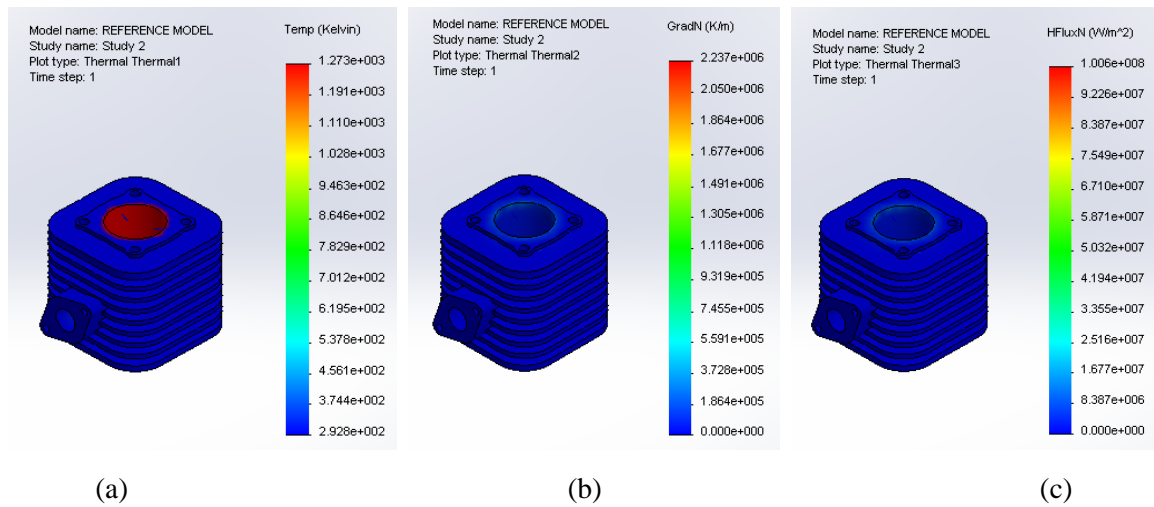 Model name: REFERENCE MODEL
Study name: Study 2
Plot type: Thermal Thermal1
Time step: 1
Temp (Kelvin)
1.273e+003
1.191e+003
1.110e+003
1.028e+003
9.463e+002
8.646e+002
7.829e+002
7.012e+002
6.195e+002
5.378e+002
4.561e+002
3.744e+002
2.928e+002
(a)
Model name: REFERENCE MODEL
Study name: Study 2
Plot type: Thermal Thermal2
Time step: 1
GradN (K/m)
2.237e+006
2.050e+006
1.864e+006
1.677e+006
1.491e+006
1.305e+006
1.118e+006
9.319e+005
7.455e+005
5.591e+005
3.728e+005
1.864e+005
0.000e+000
(b)
Model name: REFERENCE MODEL
Study name: Study 2
Plot type: Thermal Thermal3
Time step: 1
HFluxN (W/m^2)
1.006e+008
9.226e+007
8.387e+007
7.549e+007
6.710e+007
5.871e+007
5.032e+007
4.194e+007
3.355e+007
2.516e+007
1.677e+007
8.387e+006
0.000e+000
(c)